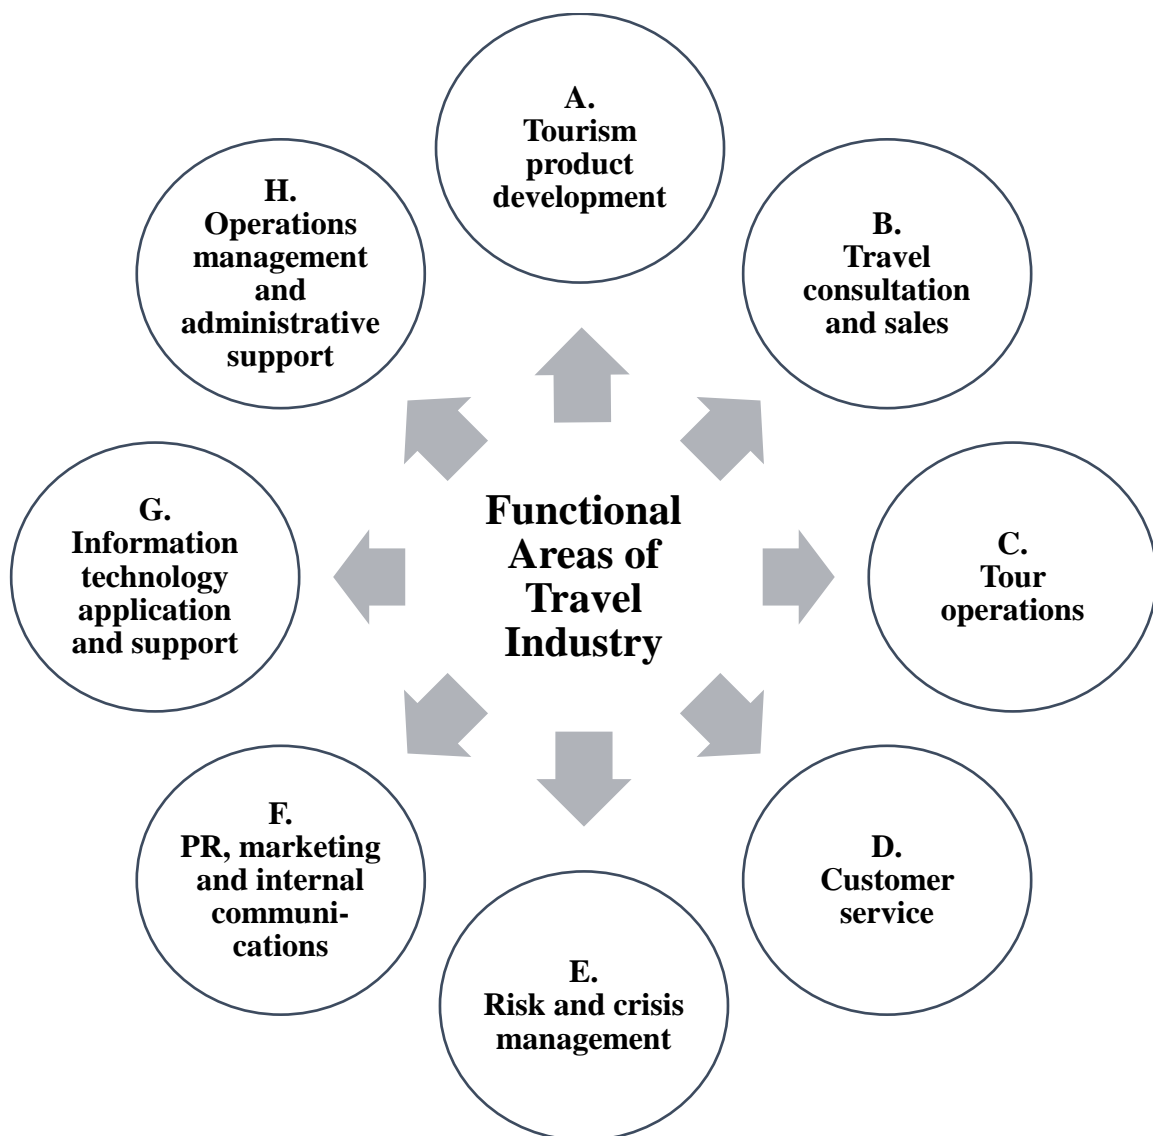 A.
Tourism
product
development
B.
Travel
consultation
and sales
C.
Tour
operations
D.
Customer
service
E.
Risk and crisis
management
F.
PR, marketing
and internal
communi-
cations
G.
Information
technology
application
and support
H.
Operations
management
and
administrative
support
Functional
Areas of
Travel
Industry